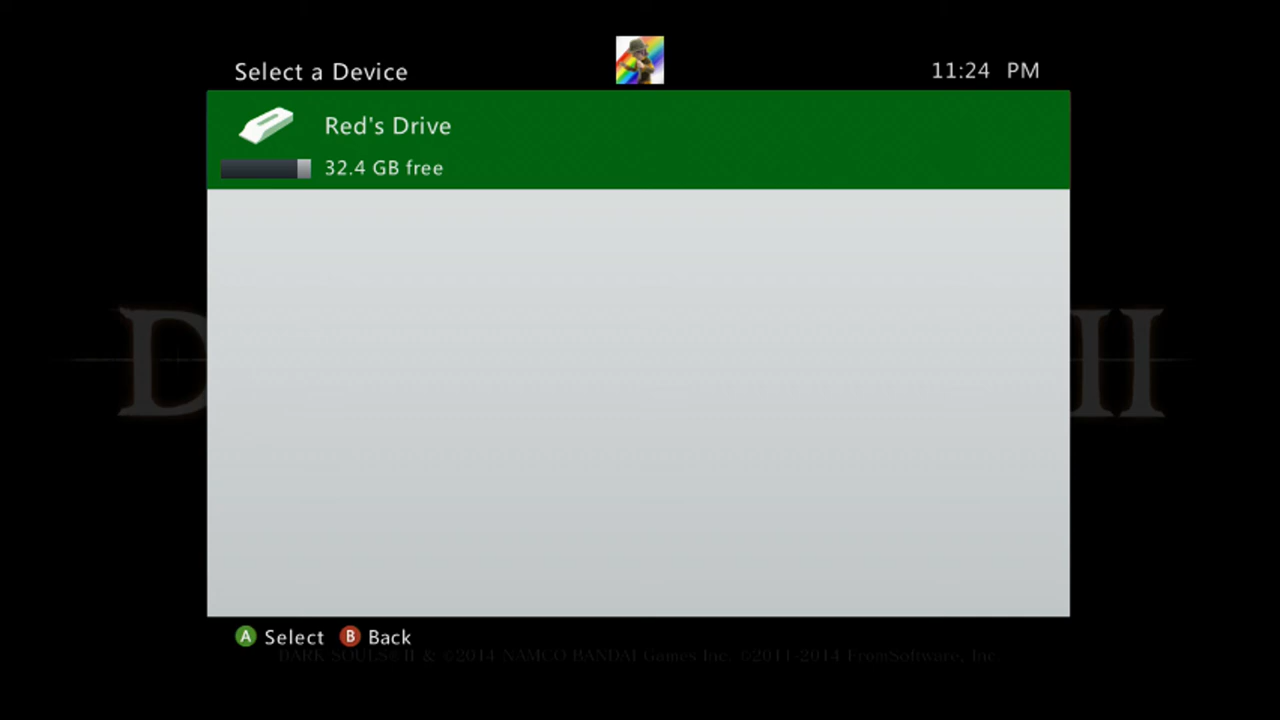 Select a Device
11:24 PM
Red's Drive
32.4 GB free
D II
A Select B Back
DARK SOULS® II & ©2014 NAMCO BANDAI Games Inc. ©2011-2014 FromSoftware, Inc.